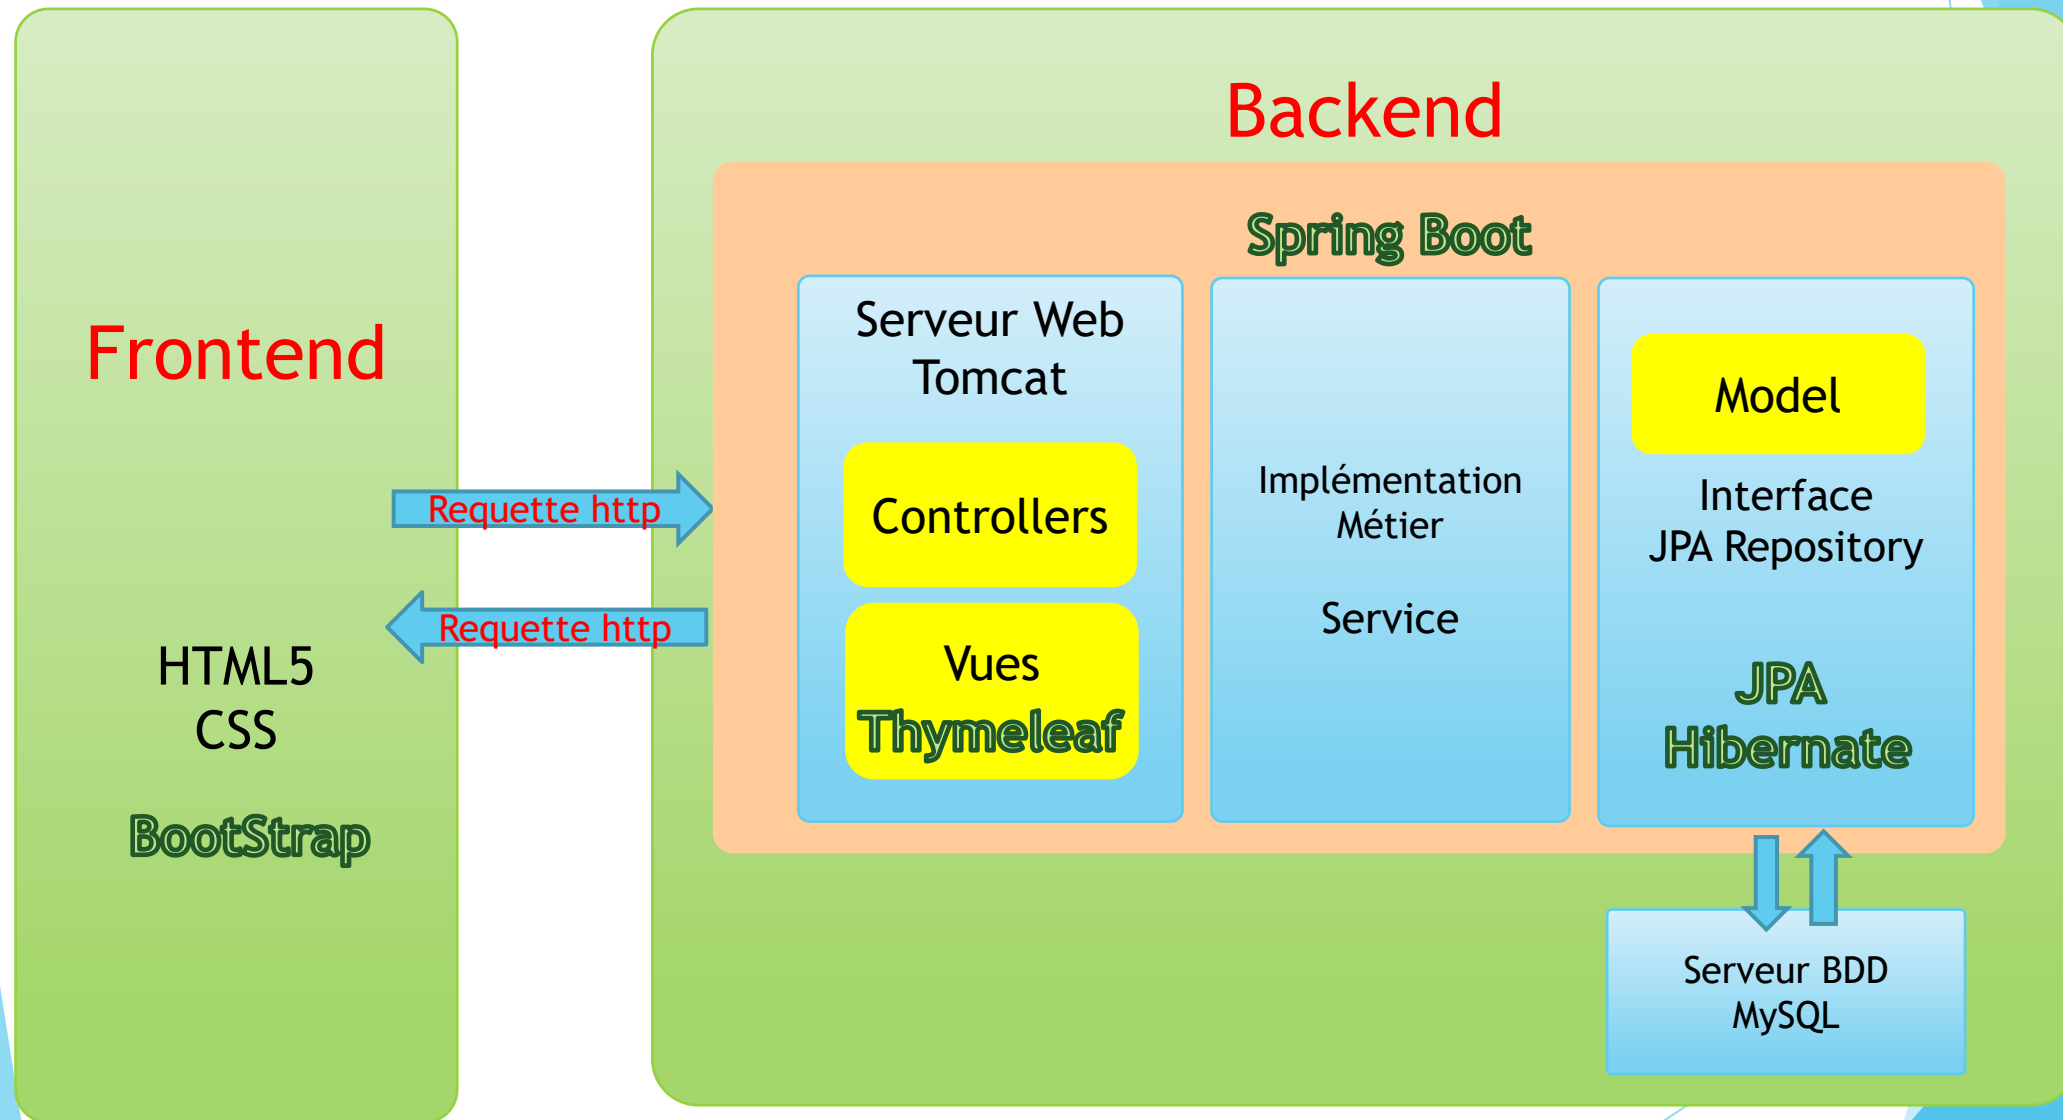 Frontend
HTML5
CSS
BootStrap
Requette http
Requette http
Backend
Spring Boot
Serveur Web
Tomcat
Controllers
Vues
Thymeleaf
Implémentation
Métier
Service
Model
Interface
JPA Repository
JPA
Hibernate
Serveur BDD
MySQL